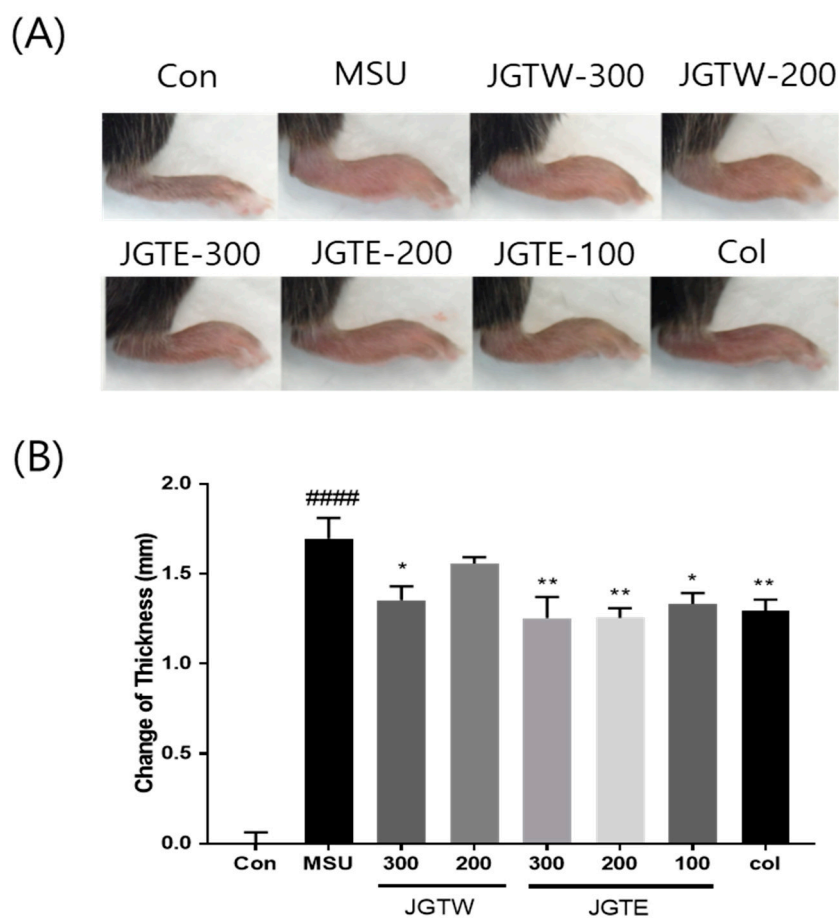 (A)
Con MSU JGTW-300 JGTW-200
JGTE-300 JGTE-200 JGTE-100 Col
(B)
Change of Thickness (mm)
2.0
1.5
1.0
0.5
0.0
####
*
**
**
*
**
Con MSU 300 200 300 200 100 col
JGTW JGTE